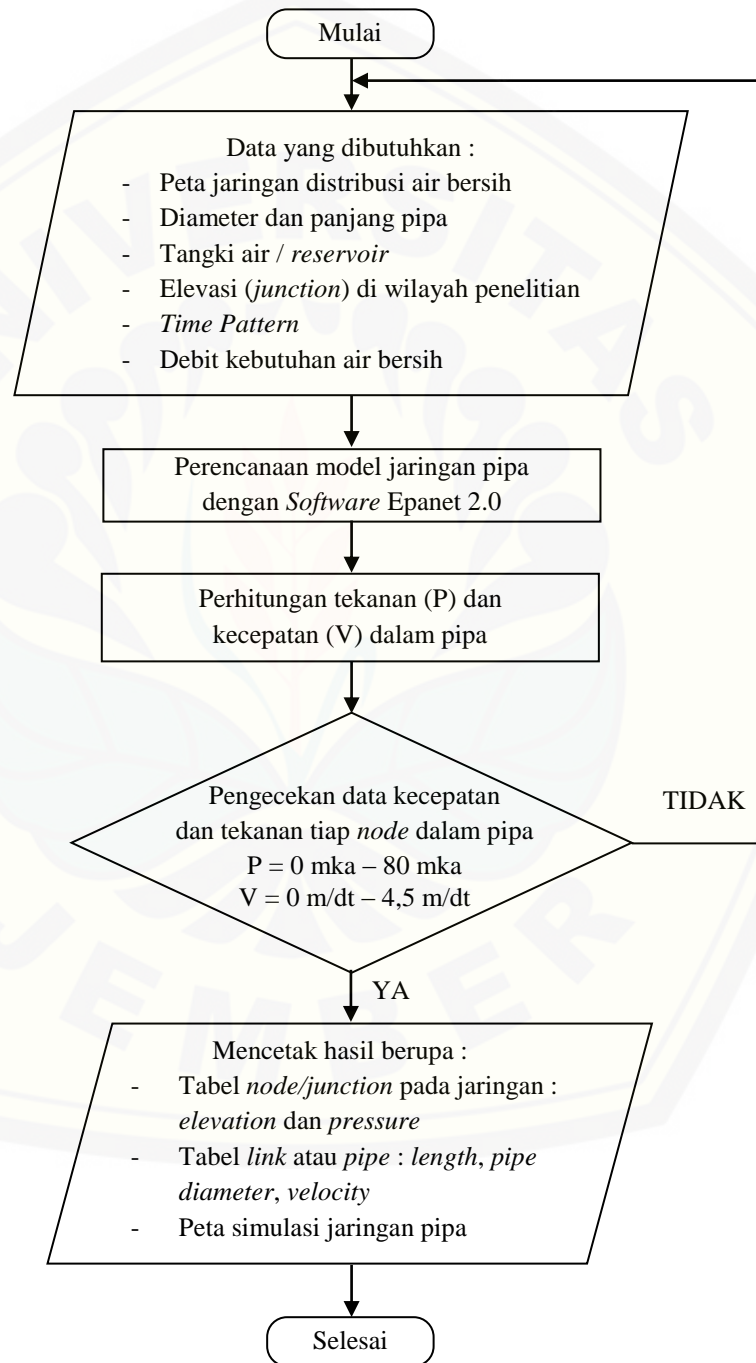 Mulai
Data yang dibutuhkan :
- Peta jaringan distribusi air bersih
- Diameter dan panjang pipa
- Tangki air / reservoir
- Elevasi (junction) di wilayah penelitian
- Time Pattern
- Debit kebutuhan air bersih
Perencanaan model jaringan pipa
dengan Software Epanet 2.0
Perhitungan tekanan (P) dan
kecepatan (V) dalam pipa
Pengecekan data kecepatan
dan tekanan tiap node dalam pipa
P = 0 mka – 80 mka
V = 0 m/dt – 4,5 m/dt
TIDAK
YA
Mencetak hasil berupa :
- Tabel node/junction pada jaringan :
elevation dan pressure
- Tabel link atau pipe : length, pipe
diameter, velocity
- Peta simulasi jaringan pipa
Selesai
UNIVERSITAS
JEMBER